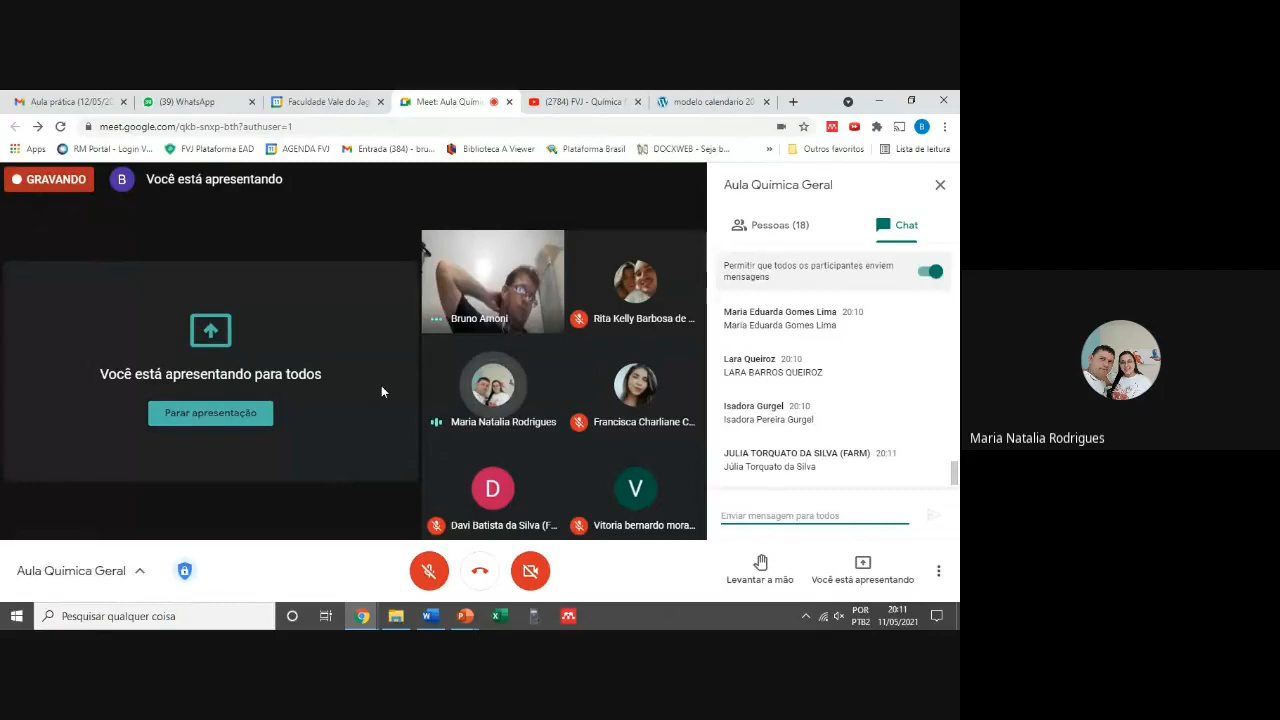 Aula prática (12/05/20
(39) WhatsApp
Faculdade Vale do Jag
Meet: Aula Quími
(2784) FVJ - Química
modelo calendario 20
meet.google.com/qkb-snxp-bth?authuser=1
Apps
RM Portal - Login V...
FVJ Plataforma EAD
AGENDA FVJ
Entrada (384) - bru...
Biblioteca A Viewer
Plataforma Brasil
DOCXWEB - Seja b...
»
Outros favoritos
Lista de leitura
GRAVANDO
B
Você está apresentando
Aula Química Geral
Pessoas (18)
Chat
Permitir que todos os participantes enviem
mensagens
Você está apresentando para todos
Parar apresentação
Bruno Amoni
Rita Kelly Barbosa de ...
Maria Natalia Rodrigues
Francisca Charliane C...
D
Davi Batista da Silva (F...
V
Vitoria bernardo mora...
Maria Eduarda Gomes Lima 20:10
Maria Eduarda Gomes Lima
Lara Queiroz 20:10
LARA BARROS QUEIROZ
Isadora Gurgel 20:10
Isadora Pereira Gurgel
JULIA TORQUATO DA SILVA (FARM) 20:11
Júlia Torquato da Silva
Enviar mensagem para todos
Maria Natalia Rodrigues
Aula Química Geral
Levantar a mão
Você está apresentando
Pesquisar qualquer coisa
POR
PTB2
20:11
11/05/2021